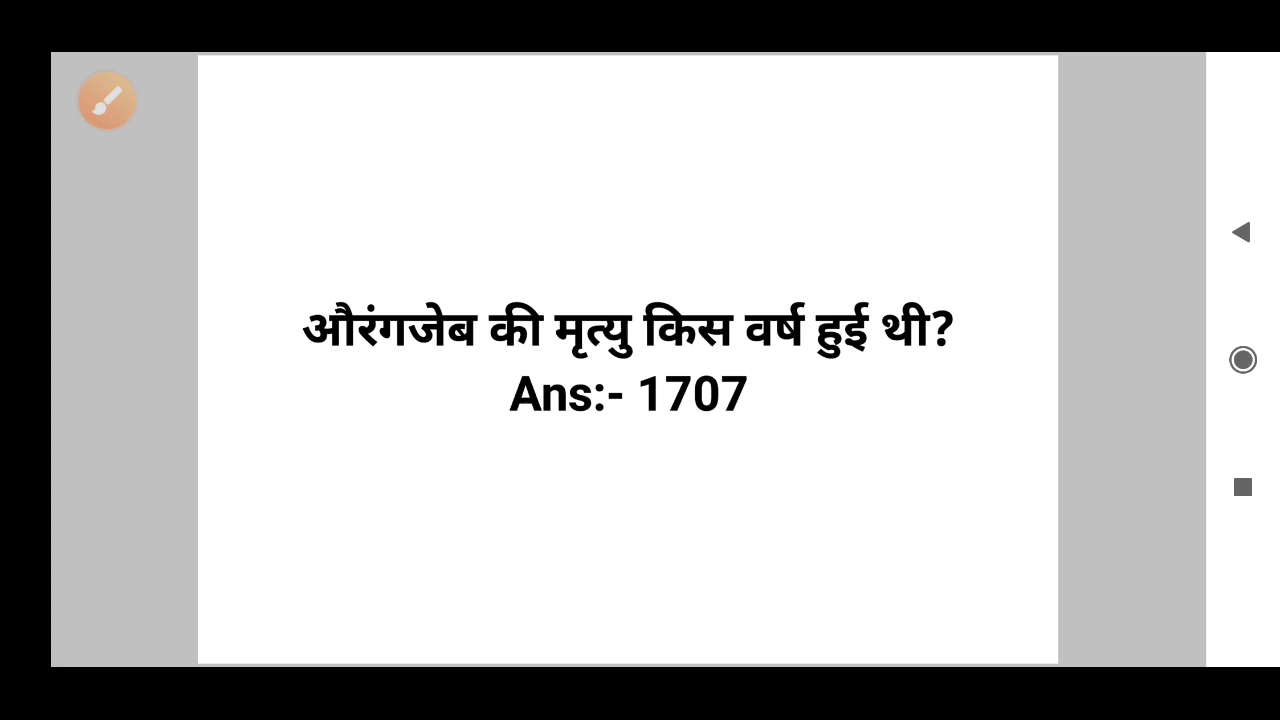 औरंगजेब की मृत्यु किस वर्ष हुई थी?
Ans:- 1707